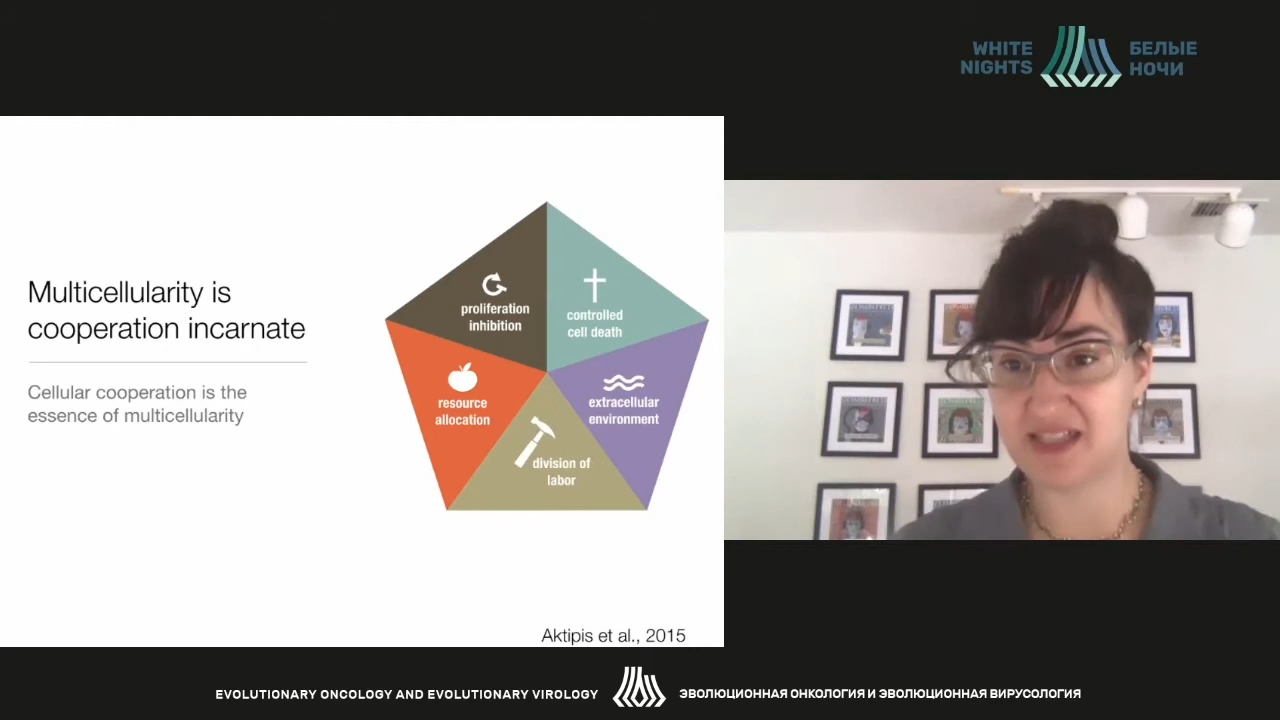 WHITE
NIGHTS
БЕЛЫЕ
НОЧИ
Multicellularity is
cooperation incarnate
Cellular cooperation is the
essence of multicellularity
proliferation
inhibition
controlled
cell death
resource
allocation
extracellular
environment
division of
labor
Aktipis et al., 2015
EVOLUTIONARY ONCOLOGY AND EVOLUTIONARY VIROLOGY
ЭВОЛЮЦИОННАЯ ОНКОЛОГИЯ И ЭВОЛЮЦИОННАЯ ВИРУСОЛОГИЯ